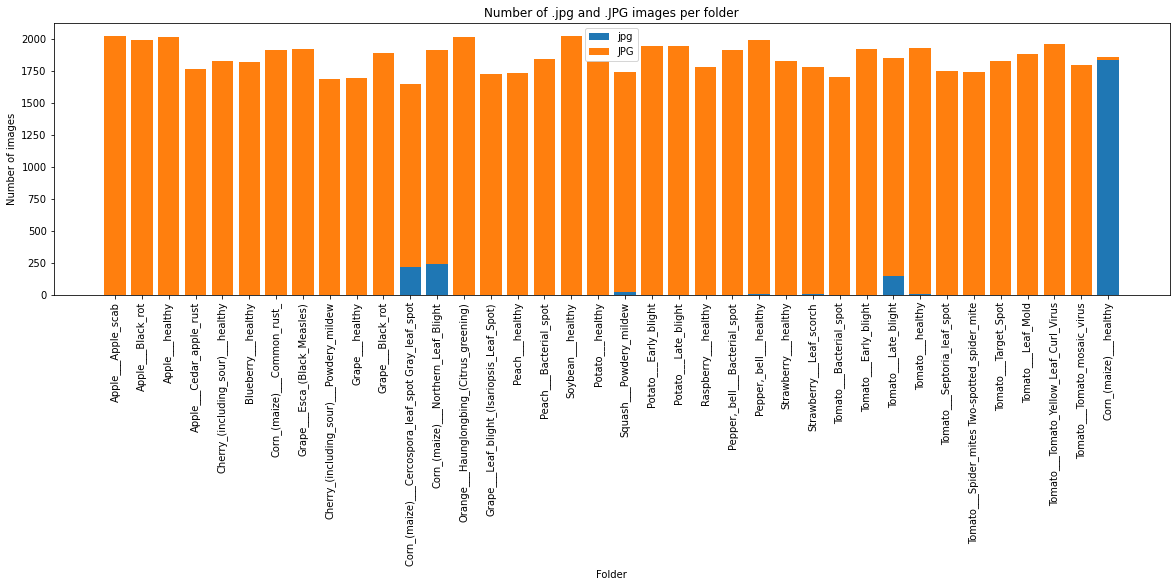 Number of .jpg and .JPG images per folder
jpg
JPG
Number of images
2000
1750
1500
1250
1000
750
500
250
0
Apple___Apple_scab
Apple___Black_rot
Apple___healthy
Apple___Cedar_apple_rust
Cherry_(including_sour)___healthy
Blueberry___healthy
Corn_(maize)___Common_rust_
Grape___Esca_(Black_Measles)
Cherry_(including_sour)___Powdery_mildew
Grape___healthy
Grape___Black_rot
Corn_(maize)___Cercospora_leaf_spot Gray_leaf_spot
Corn_(maize)___Northern_Leaf_Blight
Orange___Haunglongbing_(Citrus_greening)
Grape___Leaf_blight_(Isariopsis_Leaf_Spot)
Peach___healthy
Peach___Bacterial_spot
Soybean___healthy
Potato___healthy
Squash___Powdery_mildew
Potato___Early_blight
Potato___Late_blight
Raspberry___healthy
Pepper,_bell___Bacterial_spot
Pepper,_bell___healthy
Strawberry___healthy
Strawberry___Leaf_scorch
Tomato___Bacterial_spot
Tomato___Early_blight
Tomato___Late_blight
Tomato___healthy
Tomato___Septoria_leaf_spot
Tomato___Spider_mites Two-spotted_spider_mite
Tomato___Target_Spot
Tomato___Leaf_Mold
Tomato___Tomato_Yellow_Leaf_Curl_Virus
Tomato___Tomato_mosaic_virus
Corn_(maize)___healthy
Folder